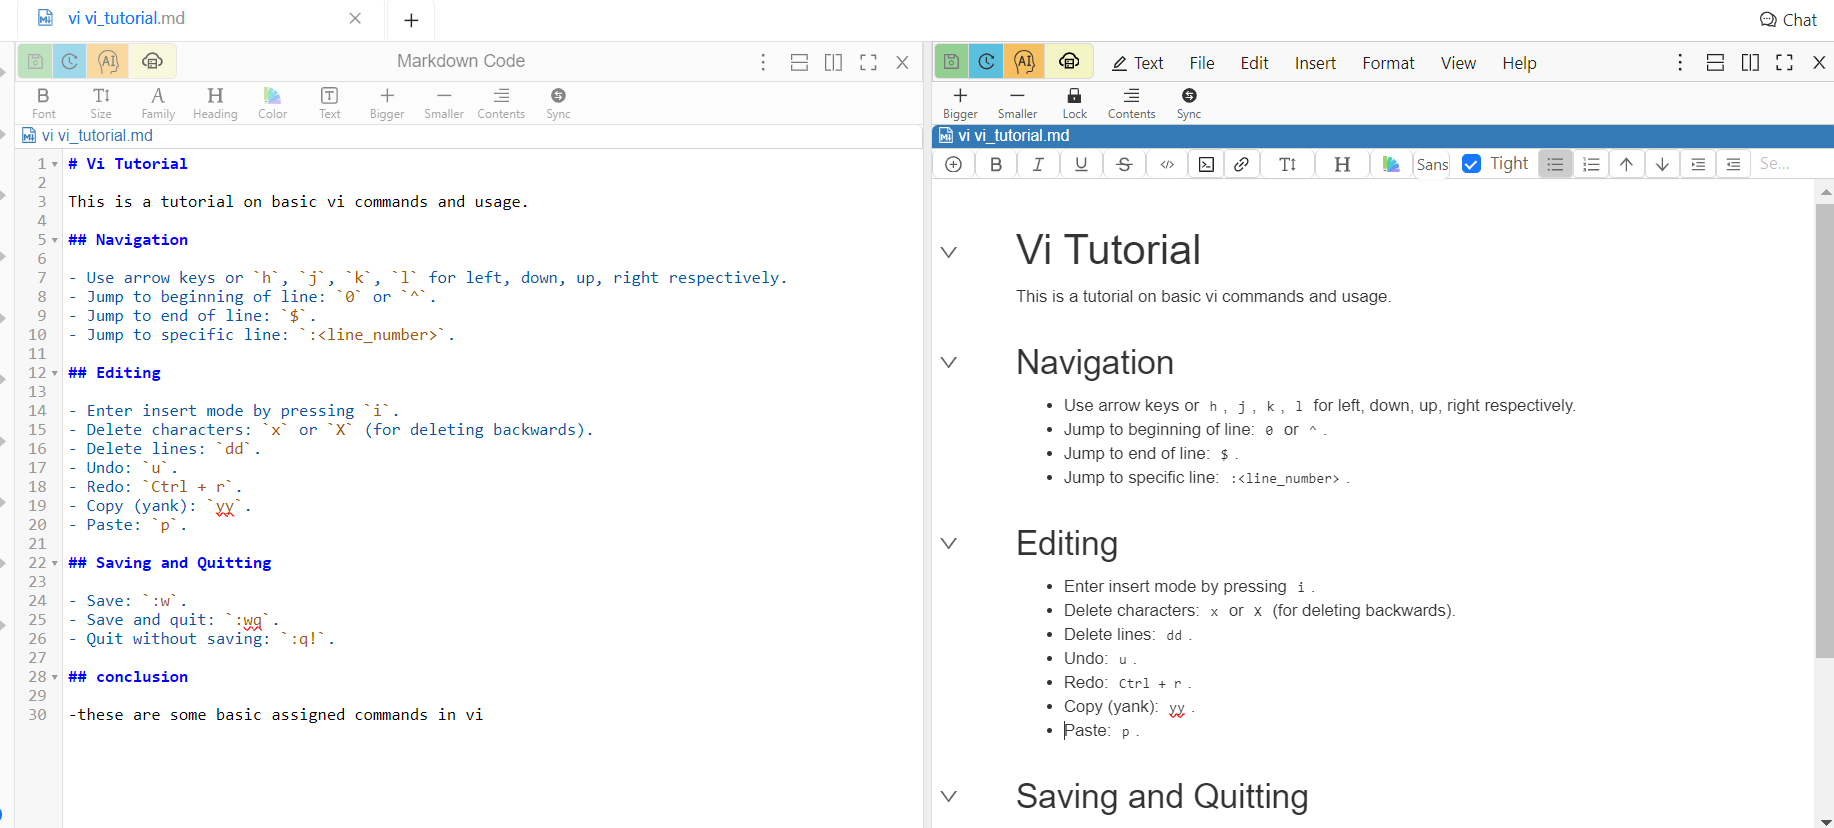 vi vi_tutorial.md
Chat
AI
Markdown Code
AI
Text File Edit Insert Format View Help
Font Size Family Heading Color Text Bigger Smaller Contents Sync
Bigger Smaller Lock Contents Sync
vi vi_tutorial.md
vi vi_tutorial.md
B I U S </> H Sans Tight Se...
1 # Vi Tutorial
2
3 This is a tutorial on basic vi commands and usage.
4
5 ## Navigation
6
7 - Use arrow keys or `h`, `j`, `k`, `l` for left, down, up, right respectively.
8 - Jump to beginning of line: `0` or `^`.
9 - Jump to end of line: `$`.
10 - Jump to specific line: `:<line_number>`.
11
12 ## Editing
13
14 - Enter insert mode by pressing `i`.
15 - Delete characters: `x` or `X` (for deleting backwards).
16 - Delete lines: `dd`.
17 - Undo: `u`.
18 - Redo: `Ctrl + r`.
19 - Copy (yank): `yy`.
20 - Paste: `p`.
21
22 ## Saving and Quitting
23
24 - Save: `:w`.
25 - Save and quit: `:wq`.
26 - Quit without saving: `:q!`.
27
28 ## conclusion
29
30 -these are some basic assigned commands in vi
Vi Tutorial
This is a tutorial on basic vi commands and usage.
Navigation
• Use arrow keys or h, j, k, l for left, down, up, right respectively.
• Jump to beginning of line: 0 or ^.
• Jump to end of line: $.
• Jump to specific line: :<line_number>.
Editing
• Enter insert mode by pressing i.
• Delete characters: x or X (for deleting backwards).
• Delete lines: dd.
• Undo: u.
• Redo: Ctrl + r.
• Copy (yank): yy.
• Paste: p.
Saving and Quitting